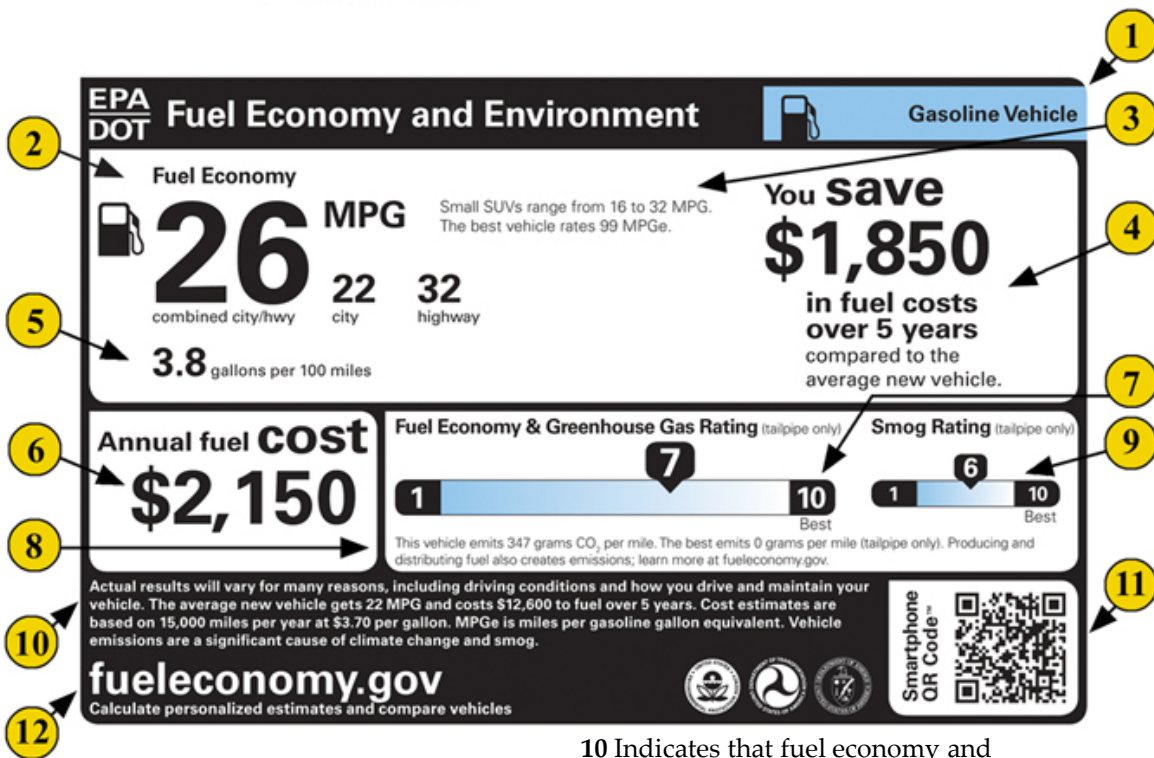 1
EPA
DOT
Fuel Economy and Environment
Gasoline Vehicle
2
3
Fuel Economy
26
MPG
combined city/hwy
22
city
32
highway
Small SUVs range from 16 to 32 MPG.
The best vehicle rates 99 MPGe.
You save
$1,850
in fuel costs
over 5 years
compared to the
average new vehicle.
4
5
3.8 gallons per 100 miles
6
Annual fuel cost
$2,150
Fuel Economy & Greenhouse Gas Rating (tailpipe only)
1
7
10
Best
7
Smog Rating (tailpipe only)
1
6
10
Best
9
8
This vehicle emits 347 grams CO₂ per mile. The best emits 0 grams per mile (tailpipe only). Producing and
distributing fuel also creates emissions; learn more at fueleconomy.gov.
10
Actual results will vary for many reasons, including driving conditions and how you drive and maintain your
vehicle. The average new vehicle gets 22 MPG and costs $12,600 to fuel over 5 years. Cost estimates are
based on 15,000 miles per year at $3.70 per gallon. MPGe is miles per gasoline gallon equivalent. Vehicle
emissions are a significant cause of climate change and smog.
11
Smartphone
QR Code™
12
fueleconomy.gov
Calculate personalized estimates and compare vehicles
10 Indicates that fuel economy and